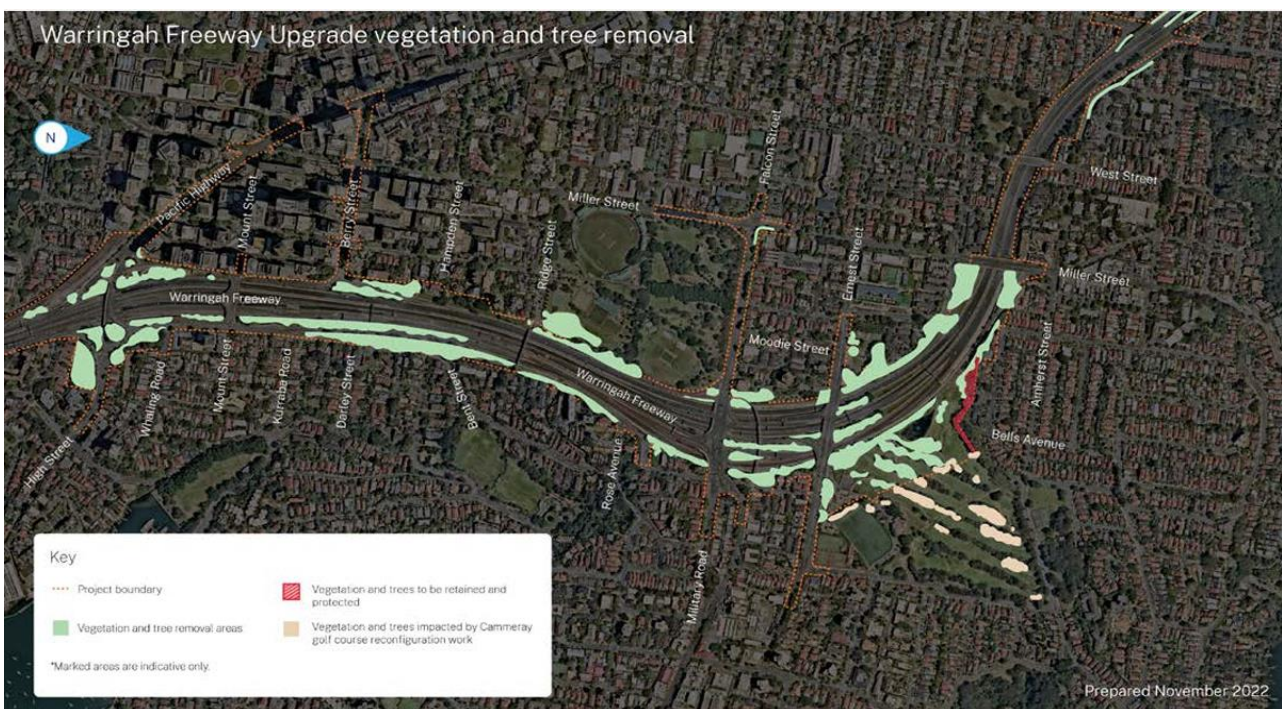 Warringah Freeway Upgrade vegetation and tree removal
N
Pacific Highway
Mount Street
Berry Street
Hampden Street
Ridge Street
Miller Street
Falcon Street
Ernest Street
West Street
Miller Street
Warringah Freeway
Warringah Freeway
Moodie Street
Amherst Street
Bells Avenue
High Street
Whaling Road
Mount Street
Kurraba Road
Darley Street
Bent Street
Rose Avenue
Military Road
Key
Project boundary
Vegetation and trees to be retained and
protected
Vegetation and tree removal areas
Vegetation and trees impacted by Cammeray
golf course reconfiguration work
*Marked areas are indicative only.
Prepared November 2022